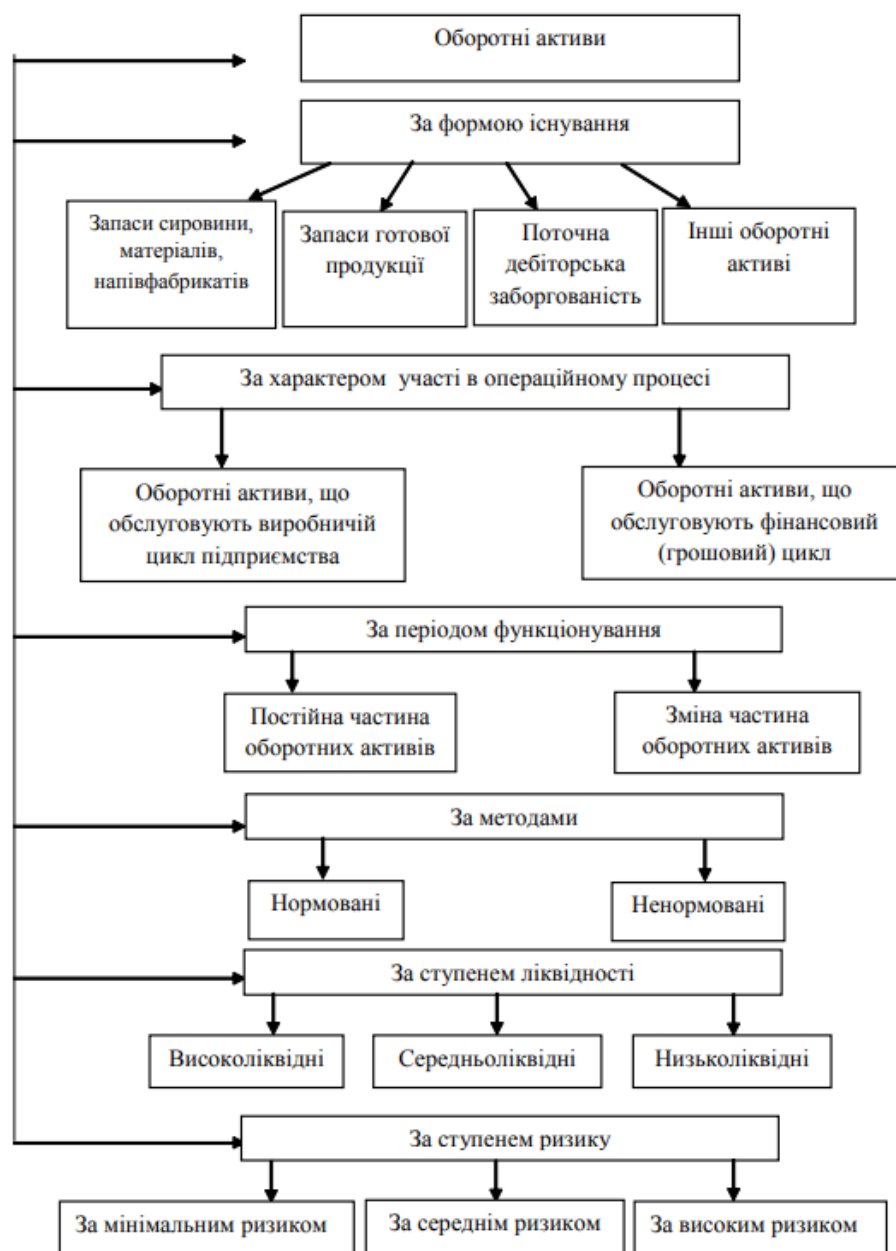 Оборотні активи
За формою існування
Запаси сировини,
матеріалів,
напівфабрикатів
Запаси готової
продукції
Поточна
дебіторська
заборгованість
Інші оборотні
активі
За характером участі в операційному процесі
Оборотні активи, що
обслуговують виробничій
цикл підприємства
Оборотні активи, що
обслуговують фінансовий
(грошовий) цикл
За періодом функціонування
Постійна частина
оборотних активів
Зміна частина
оборотних активів
За методами
Нормовані
Ненормовані
За ступенем ліквідності
Високоліквідні
Середньоліквідні
Низьколіквідні
За ступенем ризику
За мінімальним ризиком
За середнім ризиком
За високим ризиком